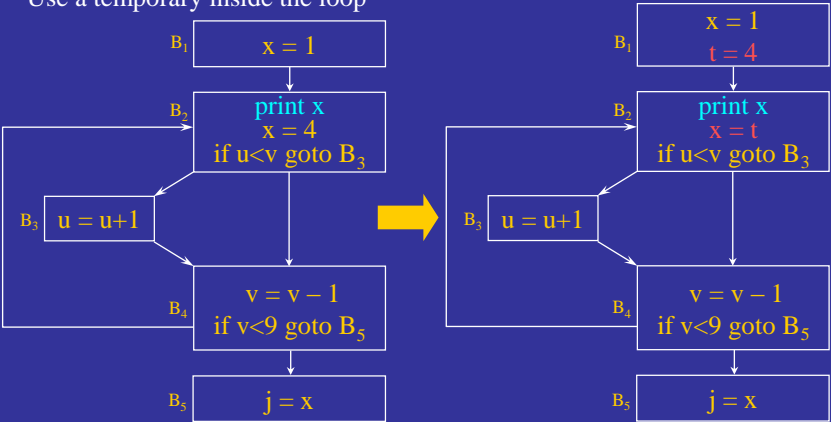 Use a temporary inside the loop
B₁
x = 1
B₂
print x
x = 4
if u<v goto B₃
B₃
u = u+1
B₄
v = v – 1
if v<9 goto B₅
B₅
j = x
B₁
x = 1
t = 4
B₂
print x
x = t
if u<v goto B₃
B₃
u = u+1
B₄
v = v – 1
if v<9 goto B₅
B₅
j = x